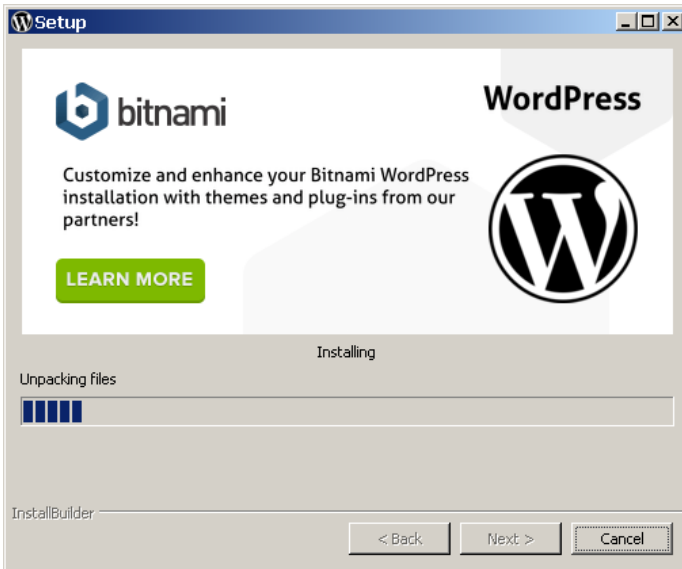 Setup
bitnami
WordPress
Customize and enhance your Bitnami WordPress
installation with themes and plug-ins from our
partners!
LEARN MORE
Installing
Unpacking files
InstallBuilder
< Back
Next >
Cancel